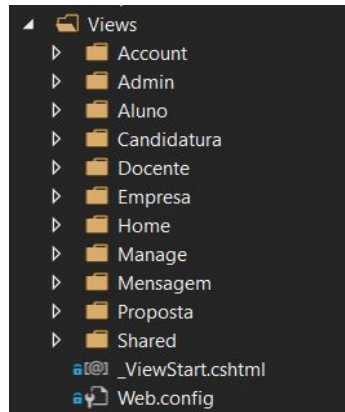 Views
Account
Admin
Aluno
Candidatura
Docente
Empresa
Home
Manage
Mensagem
Proposta
Shared
_ViewStart.cshtml
Web.config